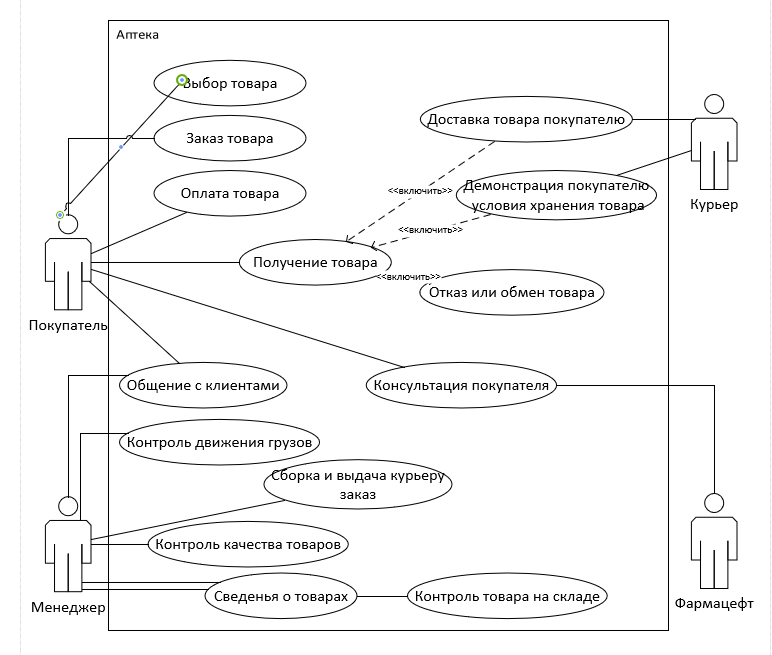 Аптека
Выбор товара
Заказ товара
Оплата товара
Получение товара
Доставка товара покупателю
Демонстрация покупателю
условия хранения товара
<<включить>>
<<включить>>
<<включить>>
Отказ или обмен товара
Курьер
Покупатель
Общение с клиентами
Консультация покупателя
Контроль движения грузов
Сборка и выдача курьеру
заказ
Контроль качества товаров
Сведенья о товарах
Контроль товара на складе
Менеджер
Фармацефт